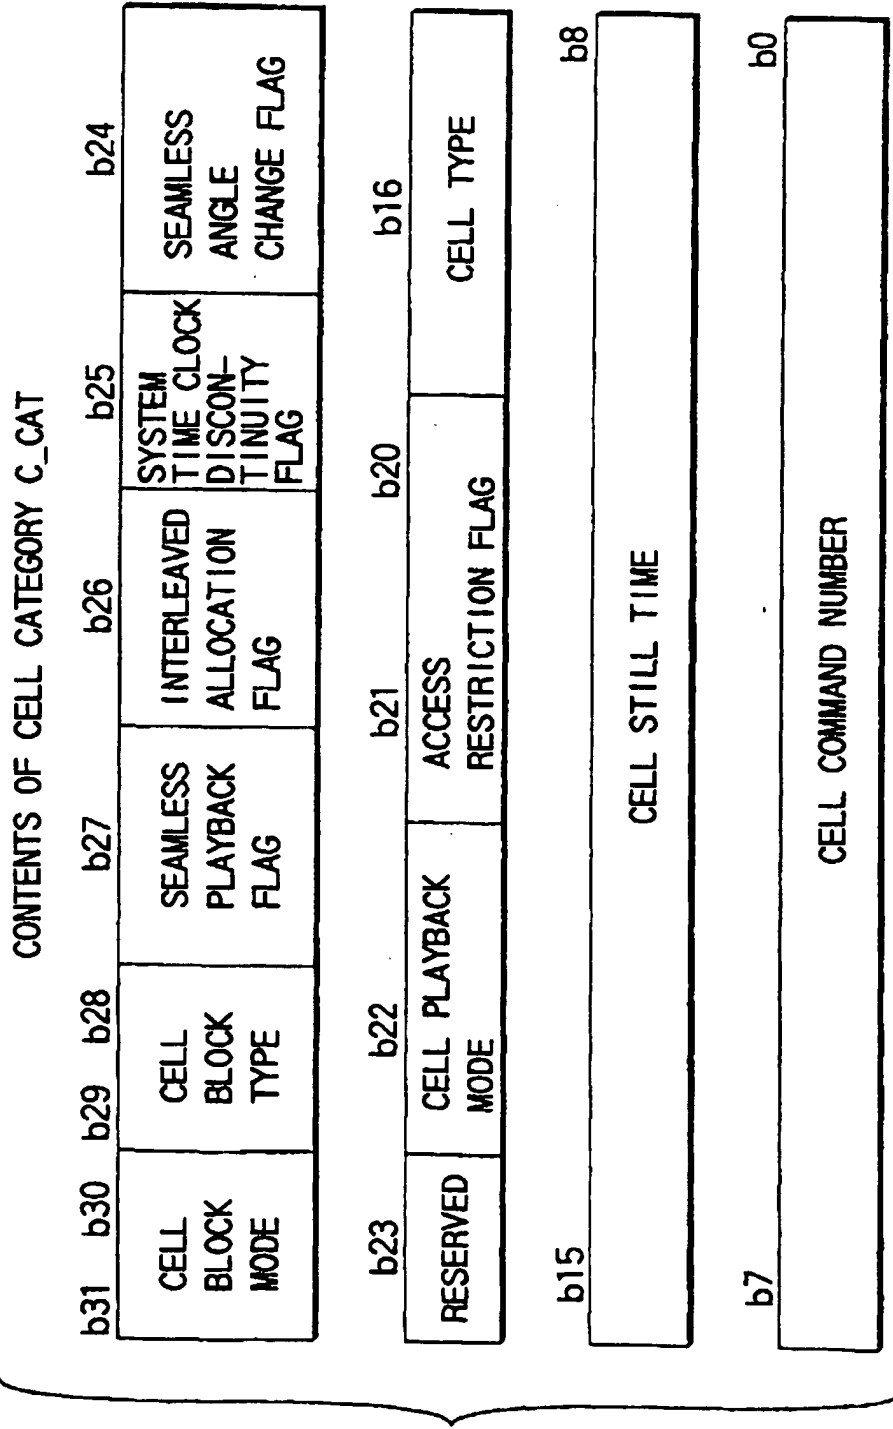 CONTENTS OF CELL CATEGORY C_CAT
b31 b30 b29 b28 b27 b26 b25 b24
CELL
BLOCK
MODE
CELL
BLOCK
TYPE
SEAMLESS
PLAYBACK
FLAG
INTERLEAVED
ALLOCATION
FLAG
SYSTEM
TIME CLOCK
DISCON-
TINUITY
FLAG
SEAMLESS
ANGLE
CHANGE FLAG
b23 b22 b21 b20 b16
RESERVED
CELL PLAYBACK
MODE
ACCESS
RESTRICTION FLAG
CELL TYPE
b15 b8
CELL STILL TIME
b7 b0
CELL COMMAND NUMBER